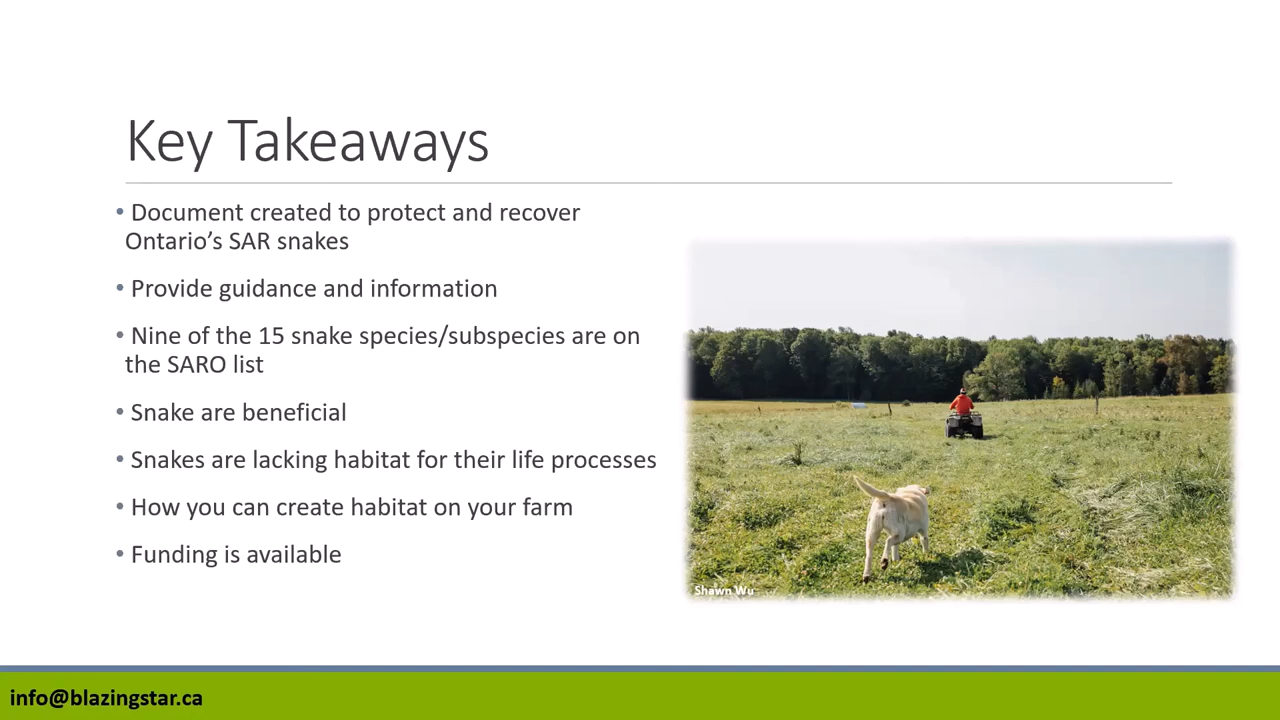 Key Takeaways
• Document created to protect and recover
Ontario’s SAR snakes
• Provide guidance and information
• Nine of the 15 snake species/subspecies are on
the SARO list
• Snake are beneficial
• Snakes are lacking habitat for their life processes
• How you can create habitat on your farm
• Funding is available
Shawn Wu
info@blazingstar.ca